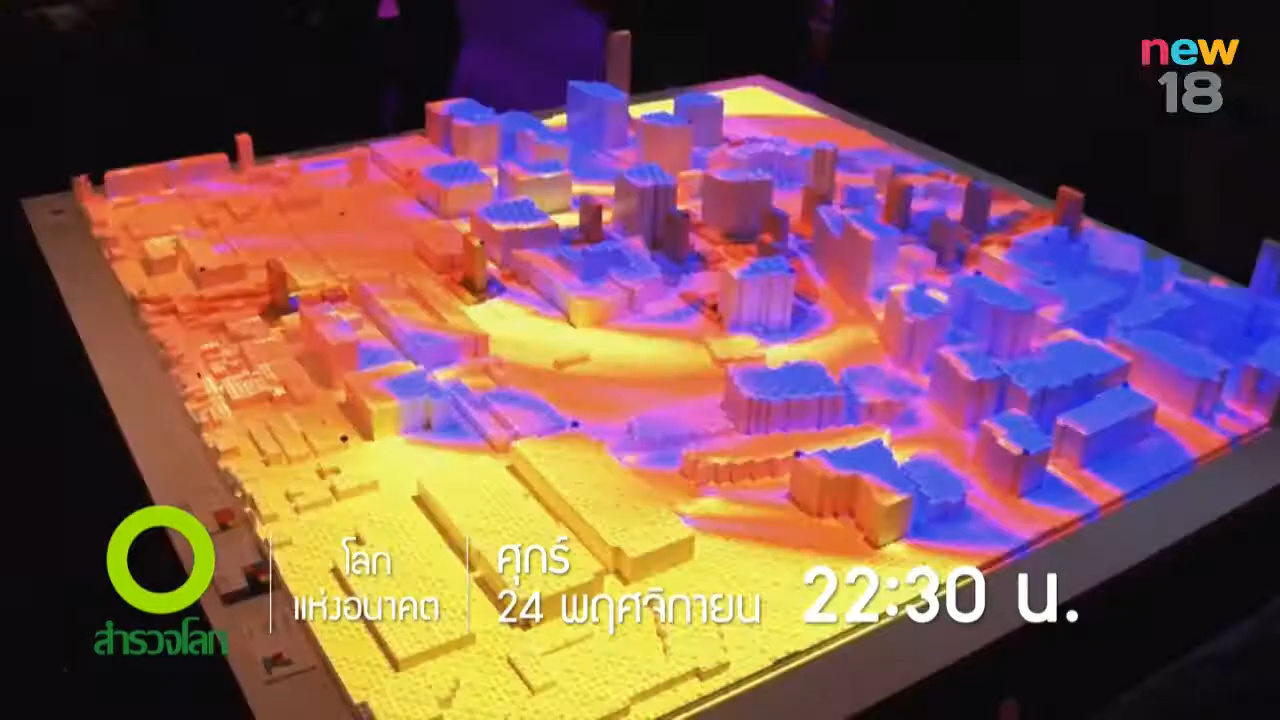 new
18
สำรวจโลก
โลก
แห่งอนาคต
ศุกร์
24 พฤศจิกายน
22:30 น.